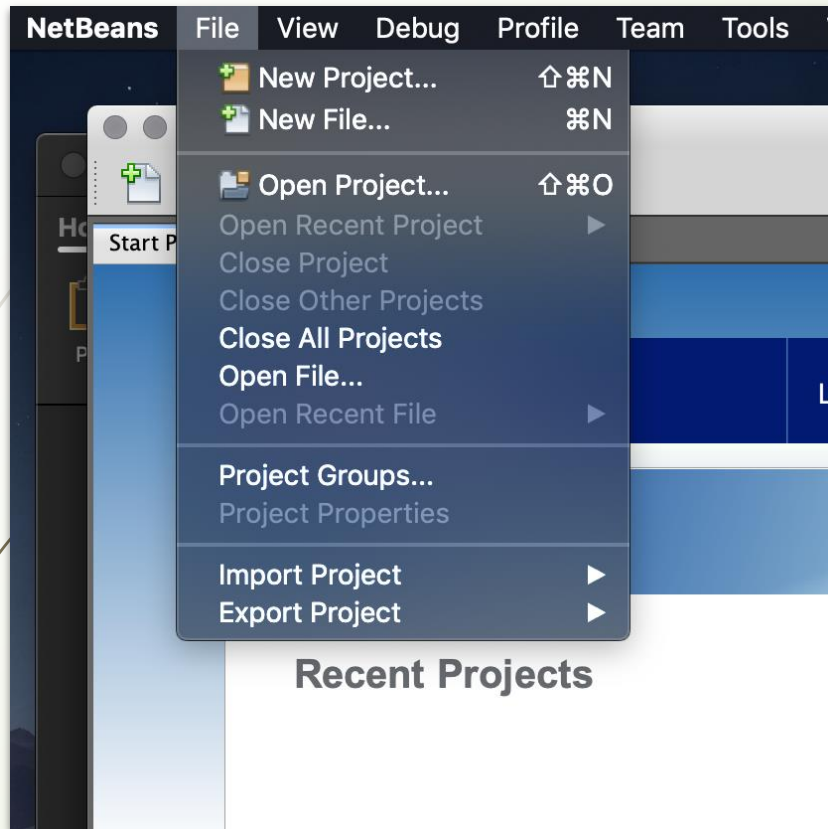 NetBeans File View Debug Profile Team Tools
New Project... ⇧⌘N
New File... ⌘N
Open Project... ⇧⌘O
Open Recent Project ▶
Close Project
Close Other Projects
Close All Projects
Open File...
Open Recent File ▶
Project Groups...
Project Properties
Import Project ▶
Export Project ▶
Start P
Recent Projects